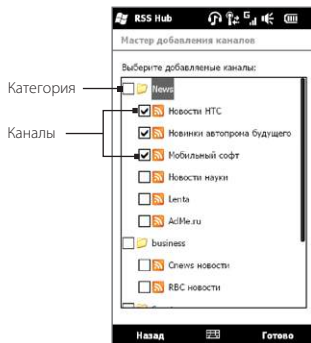 RSS Hub
Мастер добавления каналов
Выберите добавляемые каналы:
Категория
News
Каналы
Новости HTC
Новинки автопрома будущего
Мобильный софт
Новости науки
Lenta
AdMe.ru
business
Cnews новости
RBC новости
Назад
Готово